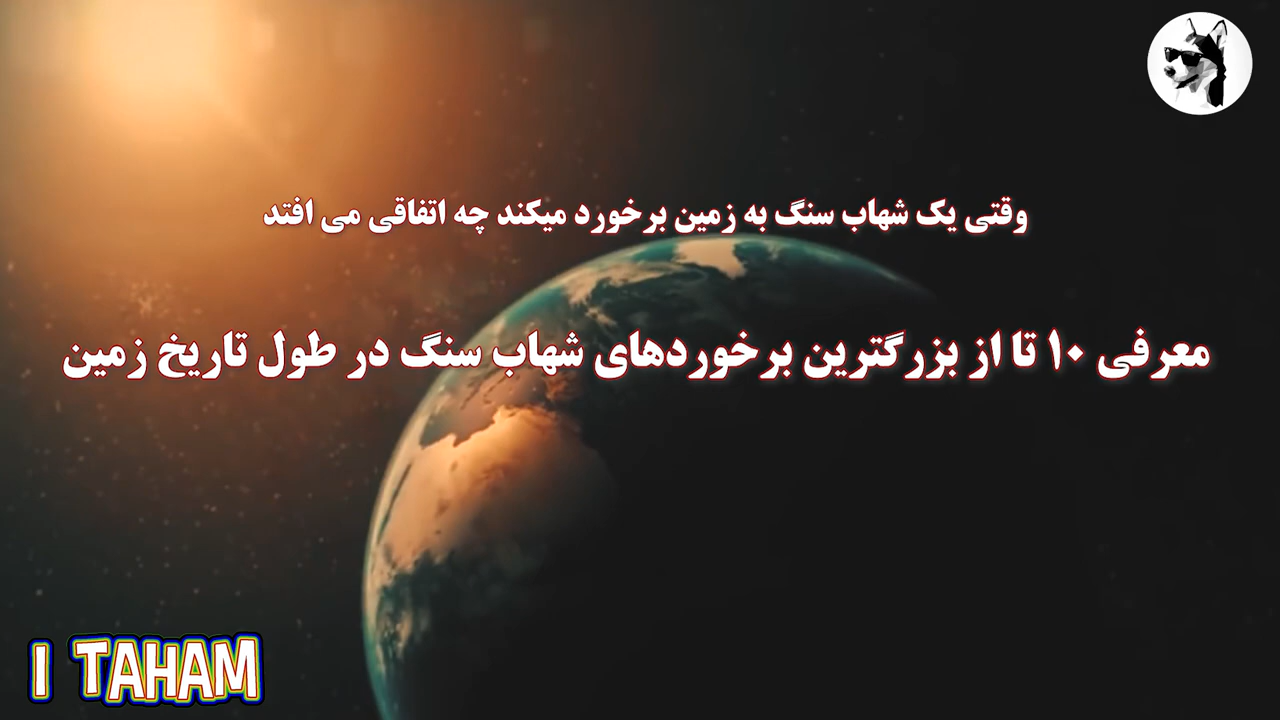 وقتی یک شهاب سنگ به زمین برخورد میکند چه اتفاقی می افتد
معرفی ۱۰ تا از بزرگترین برخوردهای شهاب سنگ در طول تاریخ زمین
I TAHAM